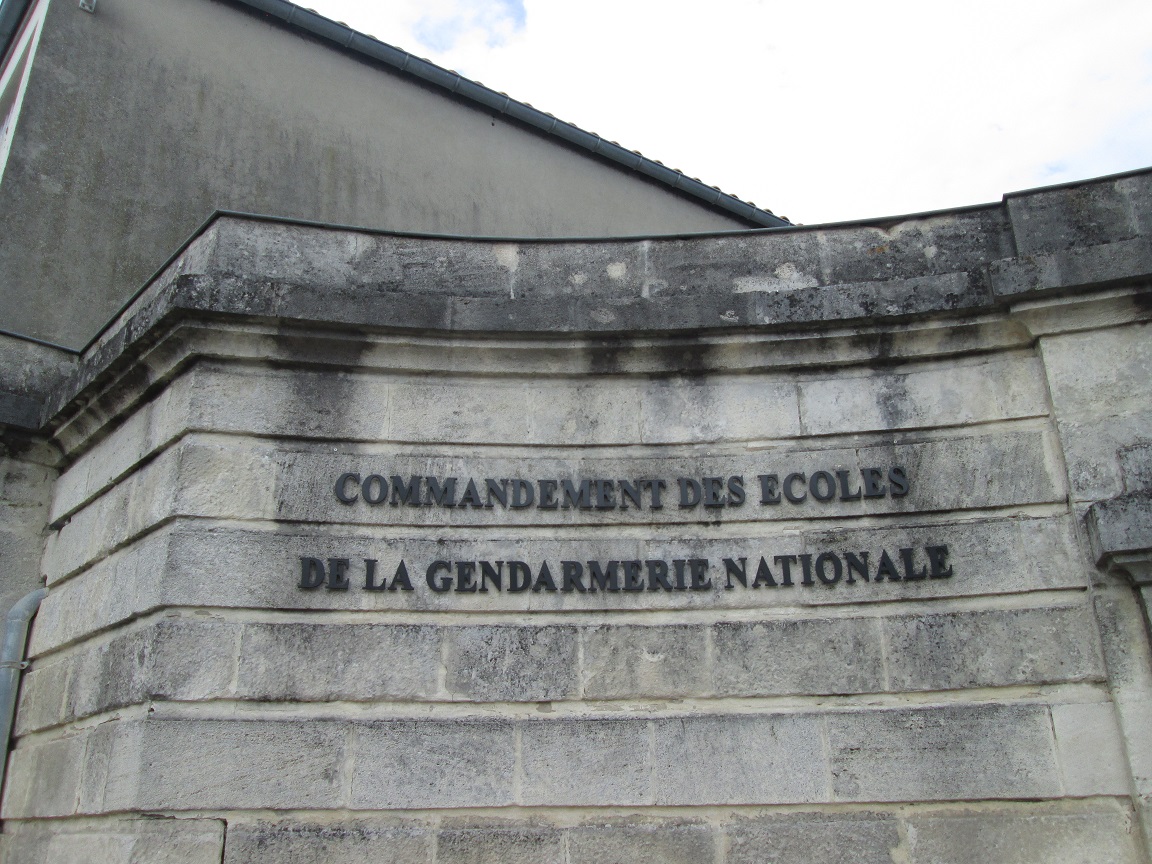 COMMANDEMENT DES ECOLES
DE LA GENDARMERIE NATIONALE